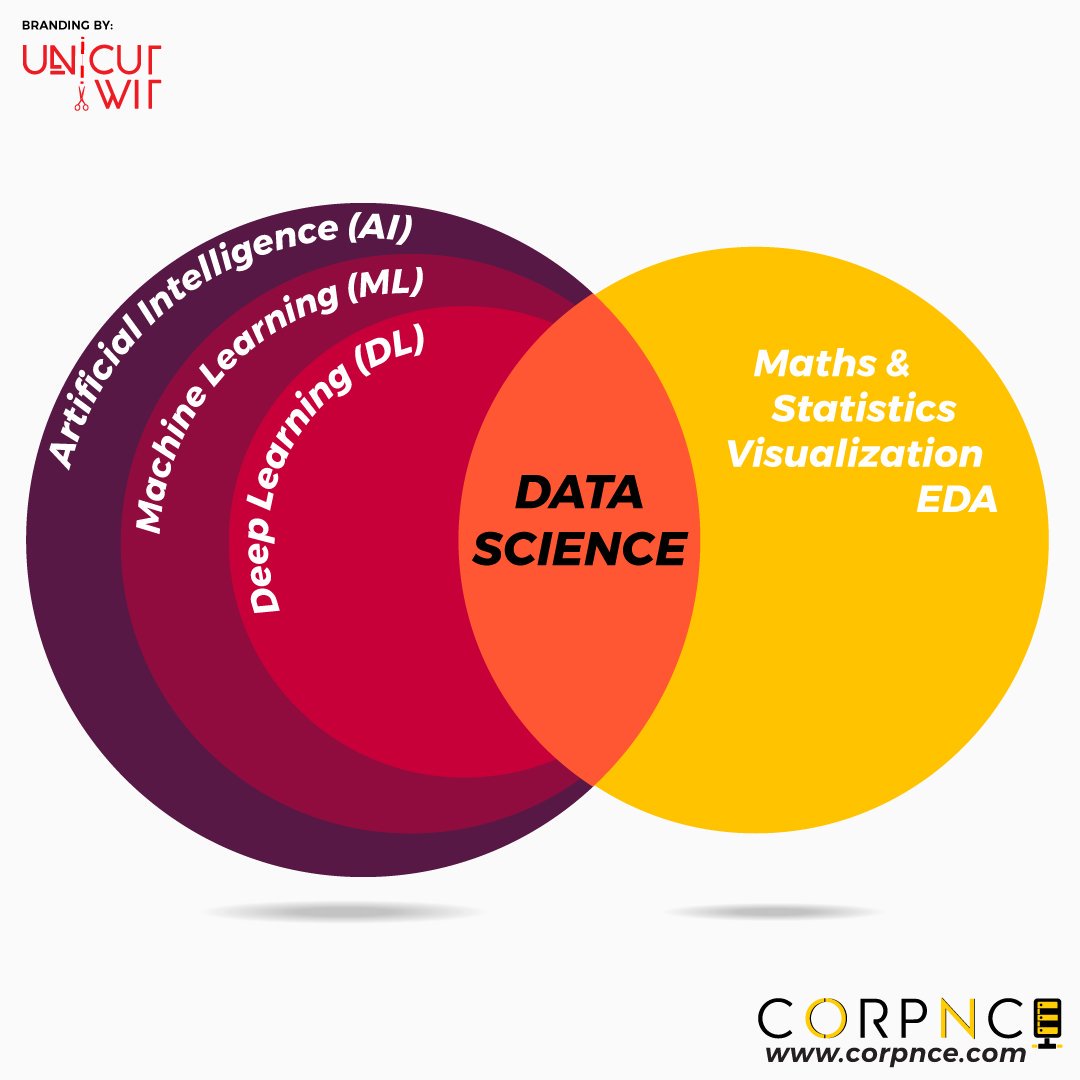 BRANDING BY:
UNICUT
WIT
Artificial Intelligence (AI)
Machine Learning (ML)
Deep Learning (DL)
DATA
SCIENCE
Maths &
Statistics
Visualization
EDA
CORPNCE
www.corpnce.com